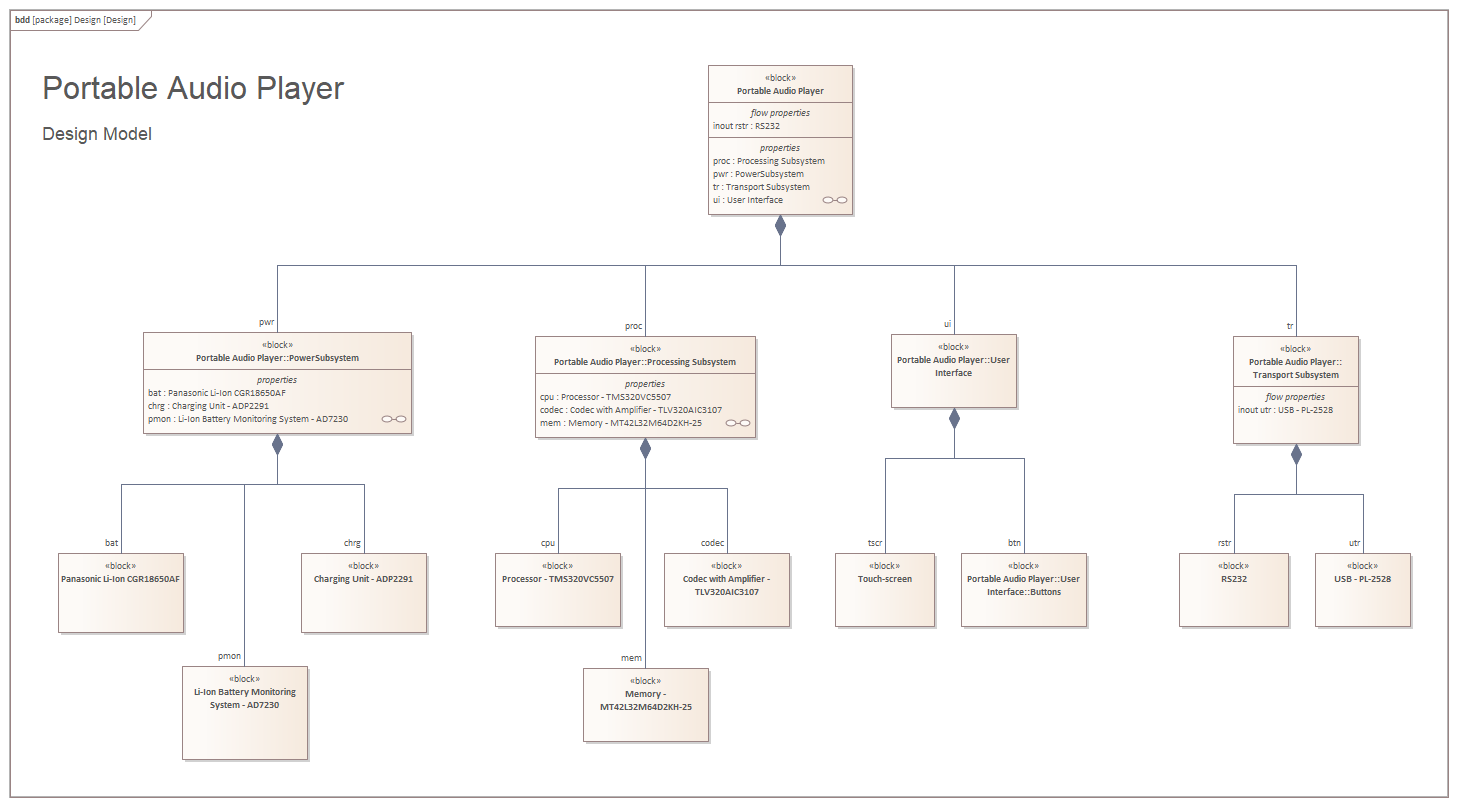 bdd [package] Design [Design]
Portable Audio Player
Design Model
«block»
Portable Audio Player
flow properties
inout rstr : RS232
properties
proc : Processing Subsystem
pwr : PowerSubsystem
tr : Transport Subsystem
ui : User Interface
pwr
«block»
Portable Audio Player::PowerSubsystem
properties
bat : Panasonic Li-Ion CGR18650AF
chrg : Charging Unit - ADP2291
pmon : Li-Ion Battery Monitoring System - AD7230
proc
«block»
Portable Audio Player::Processing Subsystem
properties
cpu : Processor - TMS320VC5507
codec : Codec with Amplifier - TLV320AIC3107
mem : Memory - MT42L32M64D2KH-25
ui
«block»
Portable Audio Player::User
Interface
tr
«block»
Portable Audio Player::
Transport Subsystem
flow properties
inout utr : USB - PL-2528
bat
«block»
Panasonic Li-Ion CGR18650AF
chrg
«block»
Charging Unit - ADP2291
pmon
«block»
Li-Ion Battery Monitoring
System - AD7230
cpu
«block»
Processor - TMS320VC5507
codec
«block»
Codec with Amplifier -
TLV320AIC3107
mem
«block»
Memory -
MT42L32M64D2KH-25
tscr
«block»
Touch-screen
btn
«block»
Portable Audio Player::User
Interface::Buttons
rstr
«block»
RS232
utr
«block»
USB - PL-2528